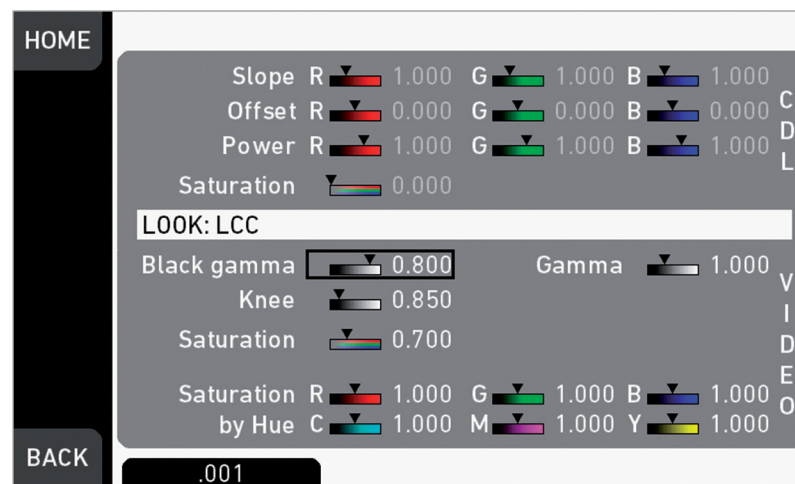 HOME
Slope R 1.000 G 1.000 B 1.000
Offset R 0.000 G 0.000 B 0.000
Power R 1.000 G 1.000 B 1.000
Saturation 0.000
CDL
LOOK: LCC
Black gamma 0.800 Gamma 1.000
Knee 0.850
Saturation 0.700
Saturation R 1.000 G 1.000 B 1.000
by Hue C 1.000 M 1.000 Y 1.000
VIDEO
BACK
.001